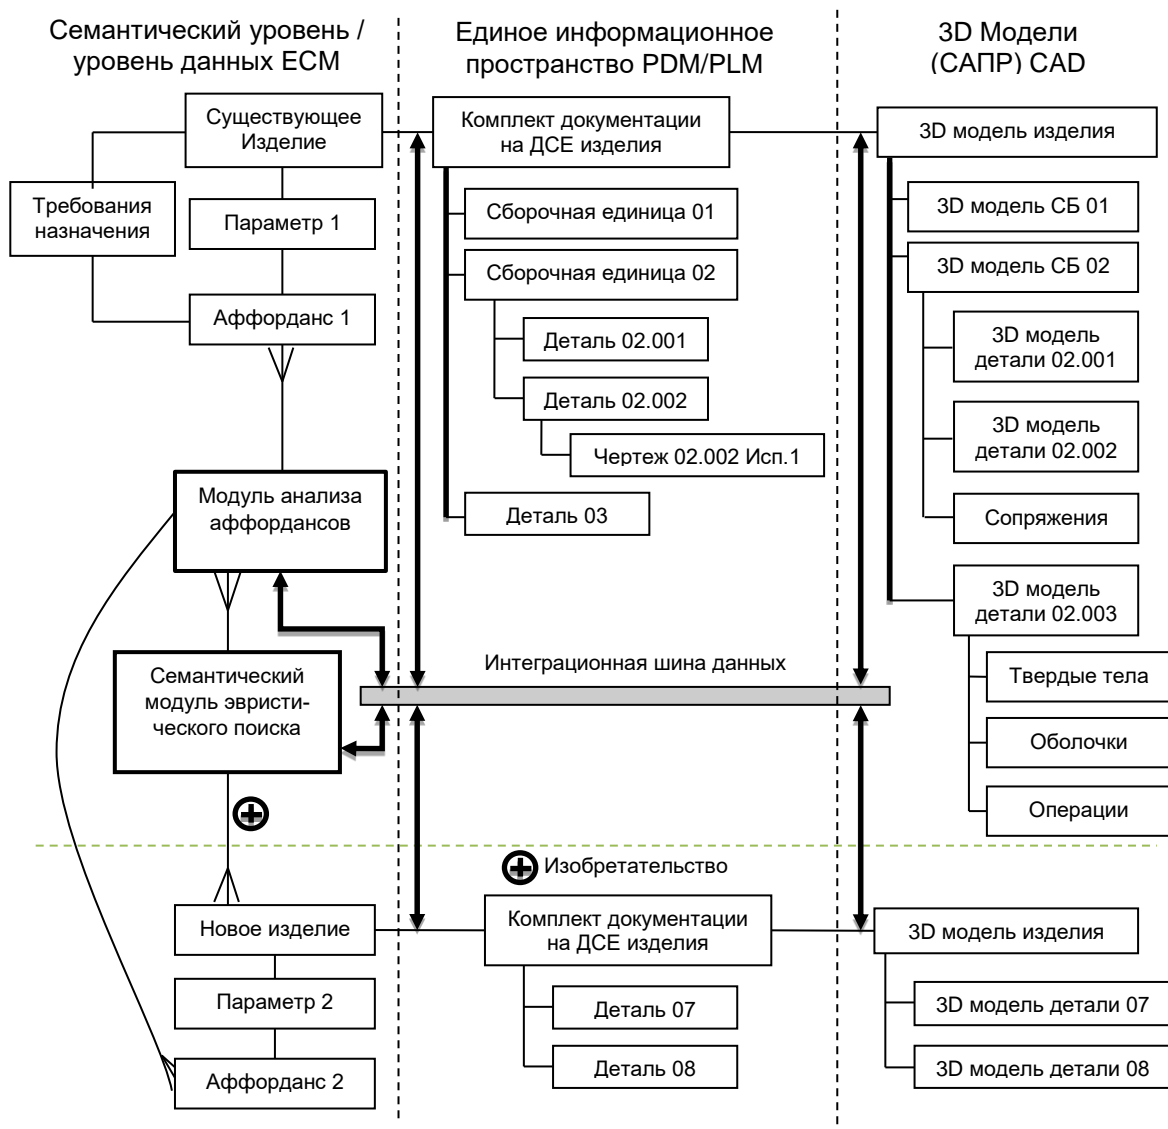 Семантический уровень /
уровень данных ECM
Единое информационное
пространство PDM/PLM
3D Модели
(САПР) CAD
Существующее
Изделие
Требования
назначения
Параметр 1
Аффорданс 1
Модуль анализа
аффордансов
Семантический
модуль эвристи-
ческого поиска
Новое изделие
Параметр 2
Аффорданс 2
Комплект документации
на ДСЕ изделия
Сборочная единица 01
Сборочная единица 02
Деталь 02.001
Деталь 02.002
Чертеж 02.002 Исп.1
Деталь 03
Интеграционная шина данных
Изобретательство
Комплект документации
на ДСЕ изделия
Деталь 07
Деталь 08
3D модель изделия
3D модель СБ 01
3D модель СБ 02
3D модель
детали 02.001
3D модель
детали 02.002
Сопряжения
3D модель
детали 02.003
Твердые тела
Оболочки
Операции
3D модель изделия
3D модель детали 07
3D модель детали 08